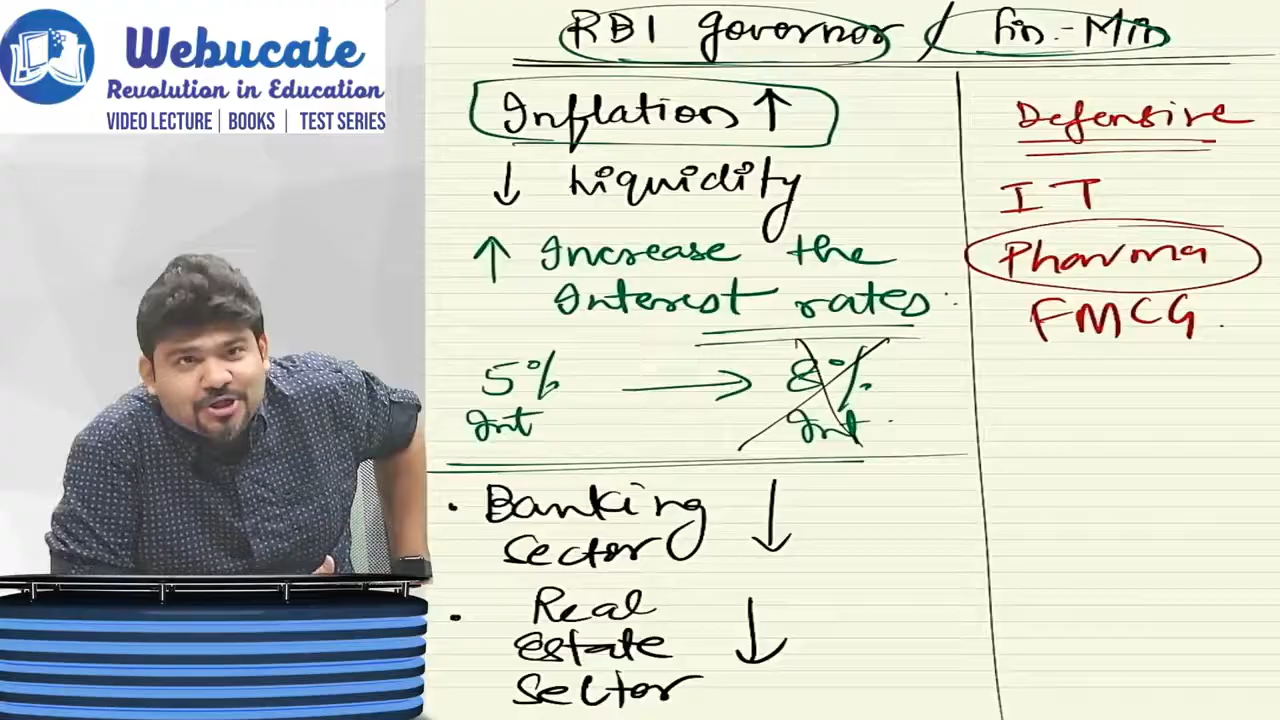 Webucate
Revolution in Education
VIDEO LECTURE | BOOKS | TEST SERIES
RBI governor / Fin.-Min
Inflation ↑
↓ Liquidity
↑ Increase the
Interest rates
5% → 8%
Int Int
• Banking ↓
Sector
• Real ↓
Estate
Sector
Defensive
IT
Pharma
FMCG